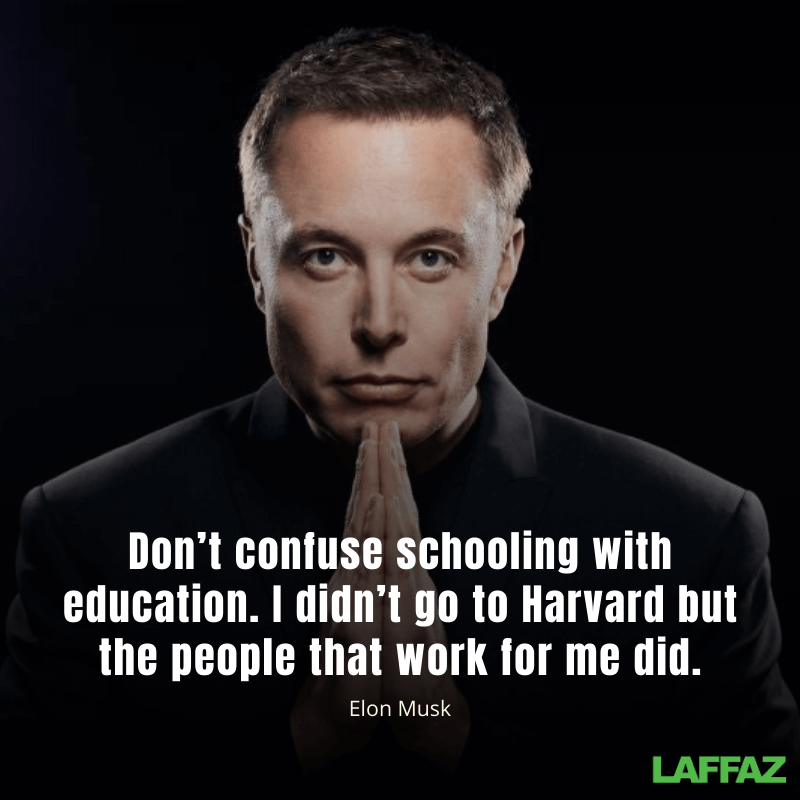 Don’t confuse schooling with
education. I didn’t go to Harvard but
the people that work for me did.
Elon Musk
LAFFAZ